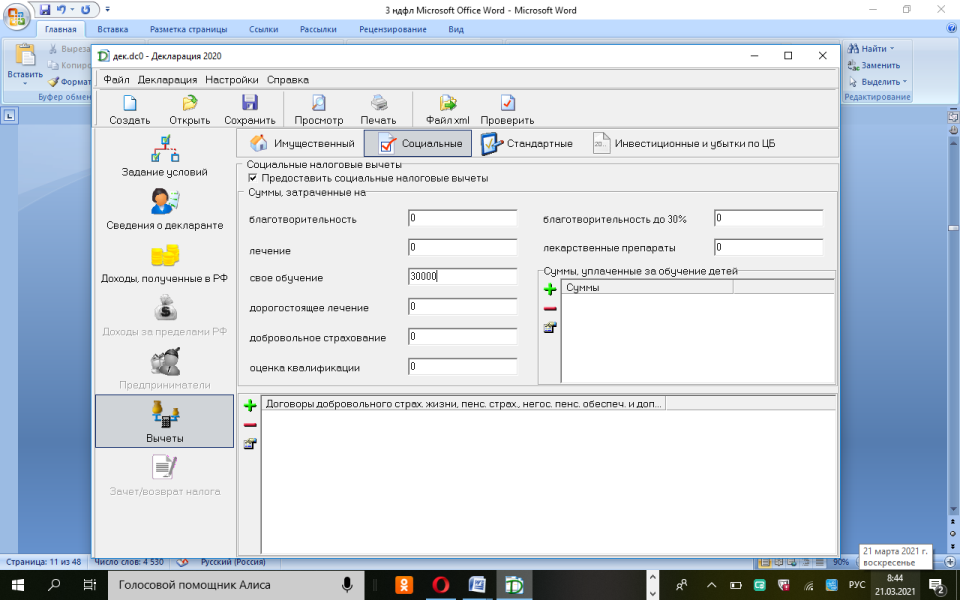 3 ндфл Microsoft Office Word - Microsoft Word
Главная Вставка Разметка страницы Ссылки Рассылки Рецензирование Вид
Вставить
Выреза
Копирс
Формат
Буфер обмен
Найти
Заменить
Выделить
Редактирование
дек.dc0 - Декларация 2020
Файл Декларация Настройки Справка
Создать Открыть Сохранить Просмотр Печать Файл xml Проверить
Задание условий
Сведения о декларанте
Доходы, полученные в РФ
Доходы за пределами РФ
Предприниматели
Вычеты
Зачет/возврат налога
Имущественный Социальные Стандартные Инвестиционные и убытки по ЦБ
Социальные налоговые вычеты
Предоставить социальные налоговые вычеты
Суммы, затраченные на
благотворительность 0 благотворительность до 30% 0
лечение 0 лекарственные препараты 0
свое обучение 30000
дорогостоящее лечение 0
добровольное страхование 0
оценка квалификации 0
Суммы, уплаченные за обучение детей
Суммы
Договоры добровольного страх. жизни, пенс. страх., негос. пенс. обеспеч. и доп...
Страница: 11 из 48 Число слов: 4 530 Русский (Россия) 90%
21 марта 2021 г.
воскресенье
Голосовой помощник Алиса
РУС
8:44
21.03.2021
2